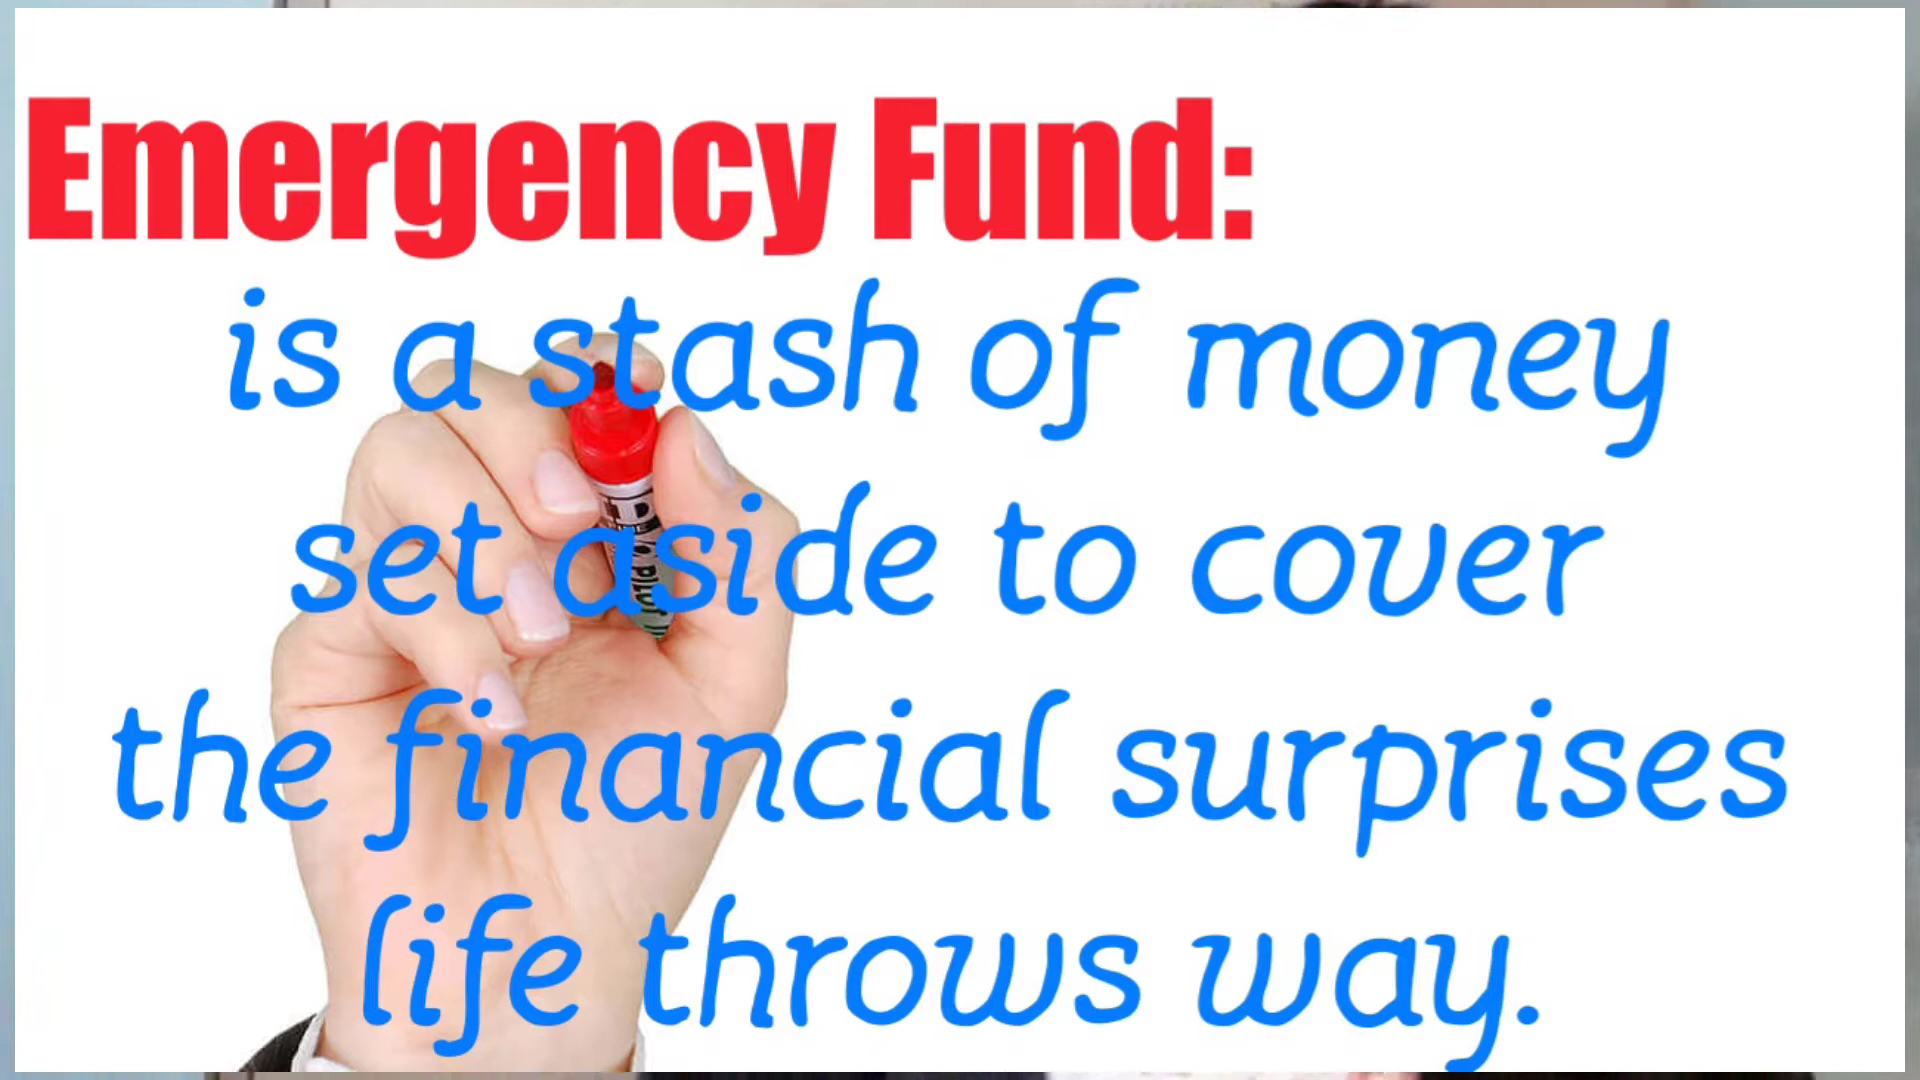 Emergency Fund:
is a stash of money
set aside to cover
the financial surprises
life throws way.